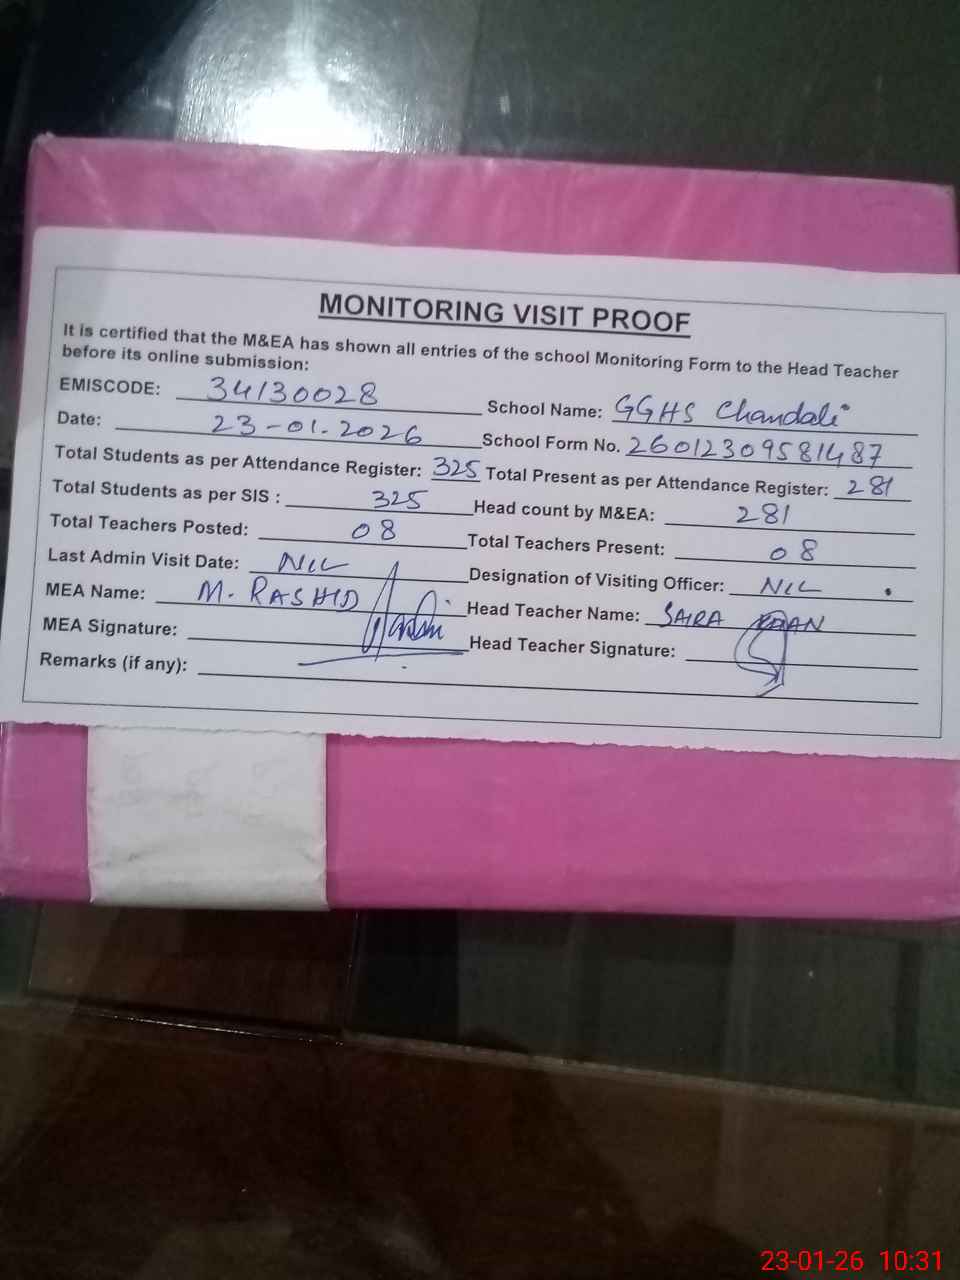 MONITORING VISIT PROOF
It is certified that the M&EA has shown all entries of the school Monitoring Form to the Head Teacher
before its online submission:
EMISCODE: 34130028 School Name: GGHS Chandali
Date: 23-01.2026 School Form No. 26012309581487
Total Students as per Attendance Register: 325 Total Present as per Attendance Register: 281
Total Students as per SIS : 325 Head count by M&EA: 281
Total Teachers Posted: 08 Total Teachers Present: 08
Last Admin Visit Date: NIL Designation of Visiting Officer: NIL
MEA Name: M. RASHID Head Teacher Name: SAIRA
MEA Signature: Head Teacher Signature:
Remarks (if any):
23-01-26 10:31